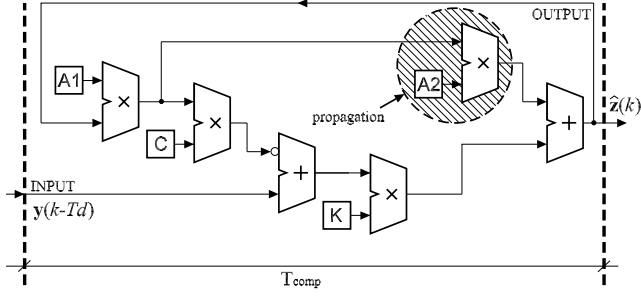 OUTPUT
A1
×
A2
×
propagation
C
×
+
ẑ(k)
INPUT
y(k-Td)
+
K
×
Tcomp